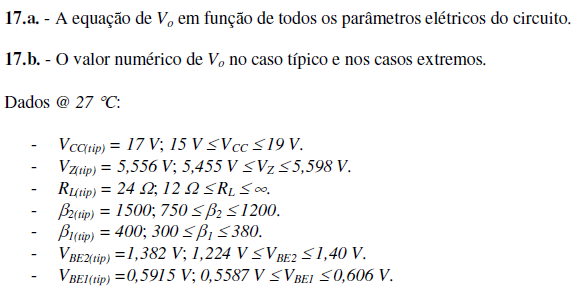 17.a. - A equação de Vo em função de todos os parâmetros elétricos do circuito.
17.b. - O valor numérico de Vo no caso típico e nos casos extremos.
Dados @ 27 ℃:
- VCC(tip) = 17 V; 15 V ≤VCC ≤19 V.
- VZ(tip) = 5,556 V; 5,455 V ≤VZ ≤5,598 V.
- RL(tip) = 24 Ω; 12 Ω ≤RL ≤ ∞.
- β2(tip) = 1500; 750 ≤β2 ≤1200.
- β1(tip) = 400; 300 ≤β1 ≤380.
- VBE2(tip) =1,382 V; 1,224 V ≤VBE2 ≤1,40 V.
- VBE1(tip) =0,5915 V; 0,5587 V ≤VBE1 ≤0,606 V.